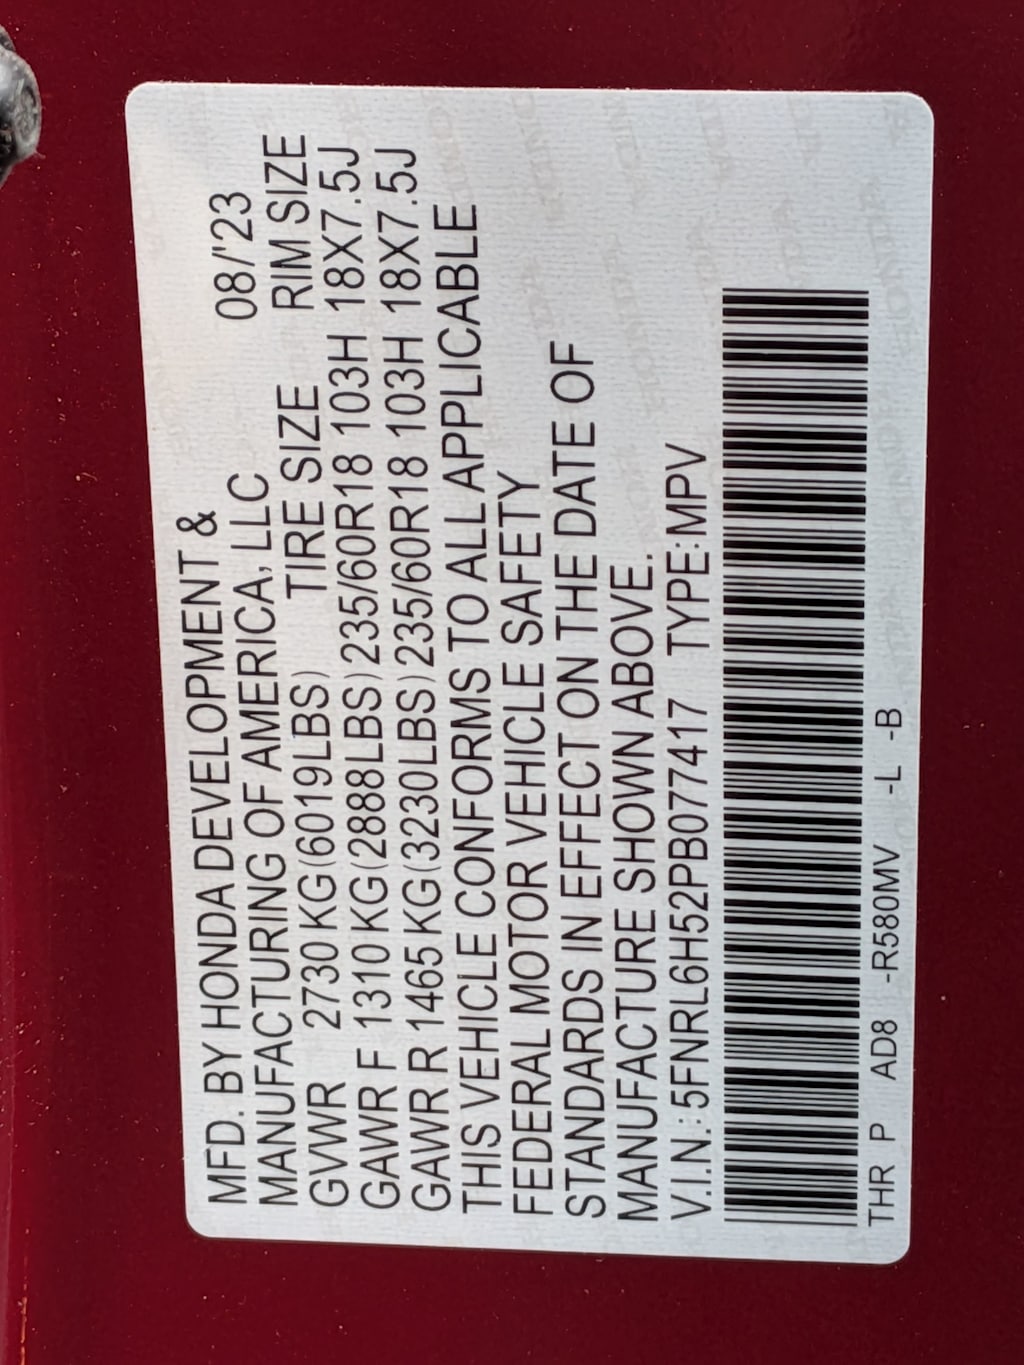 MFD. BY HONDA DEVELOPMENT &
MANUFACTURING OF AMERICA, LLC 08/'23
GVWR 2730 KG(6019LBS) TIRE SIZE RIM SIZE
GAWR F 1310 KG(2888LBS) 235/60R18 103H 18X7.5J
GAWR R 1465 KG(3230LBS) 235/60R18 103H 18X7.5J
THIS VEHICLE CONFORMS TO ALL APPLICABLE
FEDERAL MOTOR VEHICLE SAFETY
STANDARDS IN EFFECT ON THE DATE OF
MANUFACTURE SHOWN ABOVE.
V.I.N.: 5FNRL6H52PB077417 TYPE: MPV
THR P AD8 -R580MV -L -B